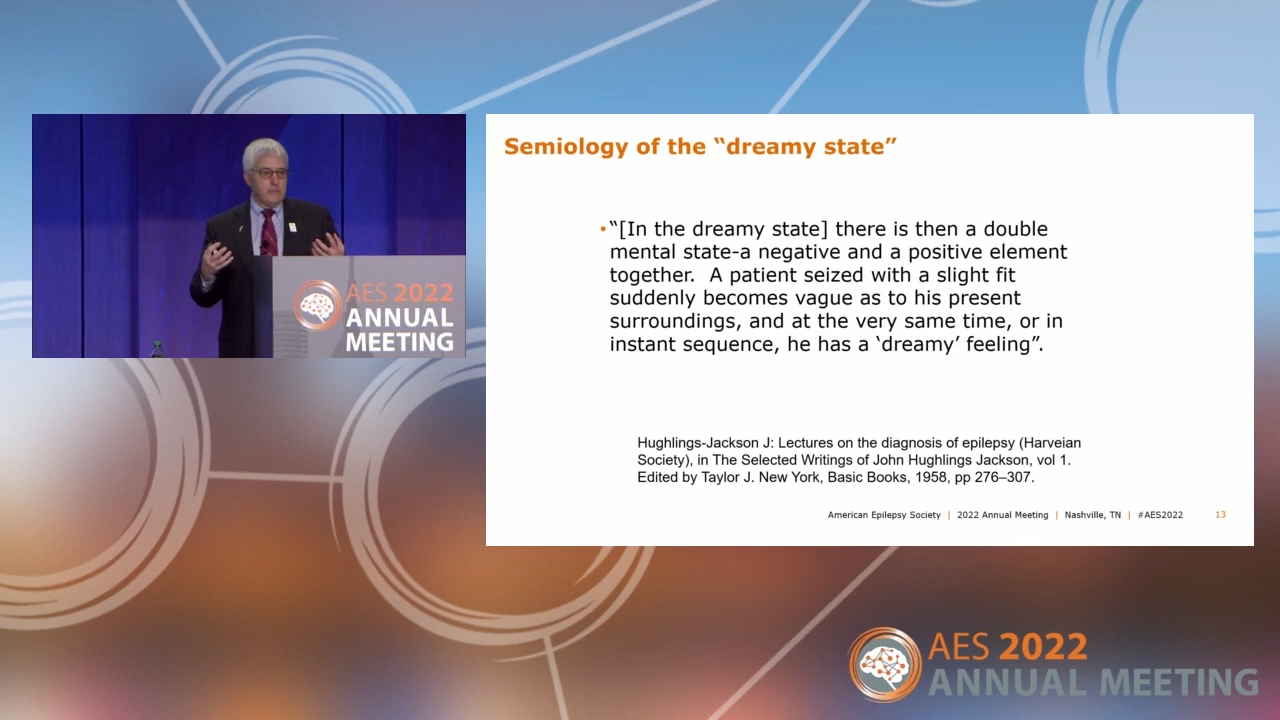 AES 2022
ANNUAL
MEETING
Semiology of the “dreamy state”
•“[In the dreamy state] there is then a double
mental state-a negative and a positive element
together.  A patient seized with a slight fit
suddenly becomes vague as to his present
surroundings, and at the very same time, or in
instant sequence, he has a ‘dreamy’ feeling”.
Hughlings-Jackson J: Lectures on the diagnosis of epilepsy (Harveian
Society), in The Selected Writings of John Hughlings Jackson, vol 1.
Edited by Taylor J. New York, Basic Books, 1958, pp 276–307.
American Epilepsy Society | 2022 Annual Meeting | Nashville, TN | #AES2022 13
AES 2022
ANNUAL MEETING